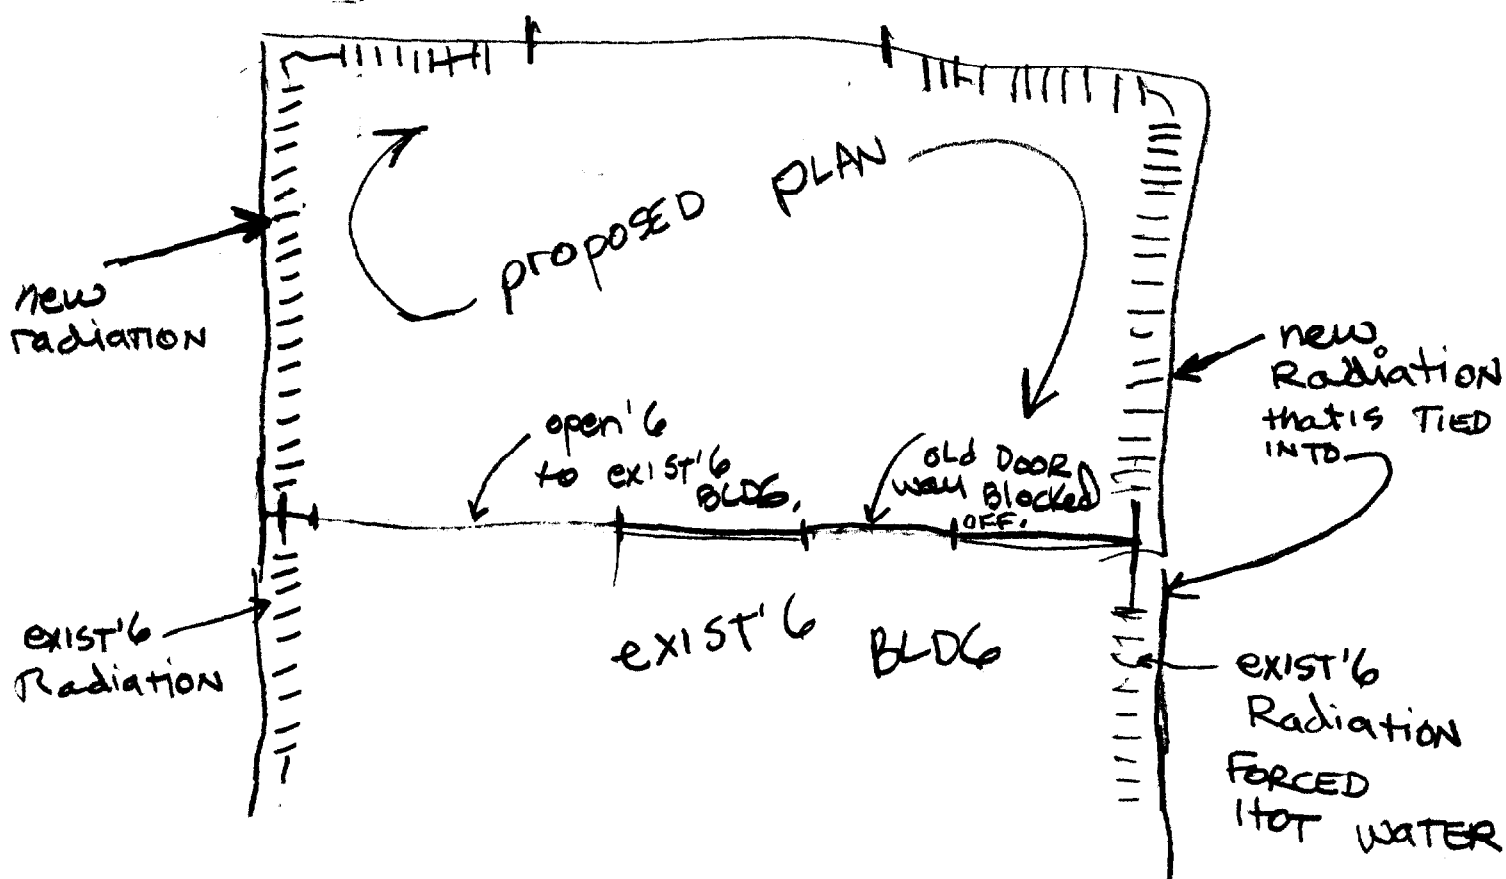 proposed PLAN
new
radiation
new
Radiation
that is TIED
INTO
open'G
to exist'G
BLDG.
OLD DOOR
way Blocked
OFF.
exist'G
Radiation
exist'G BLDG
exist'G
Radiation
FORCED
HOT WATER